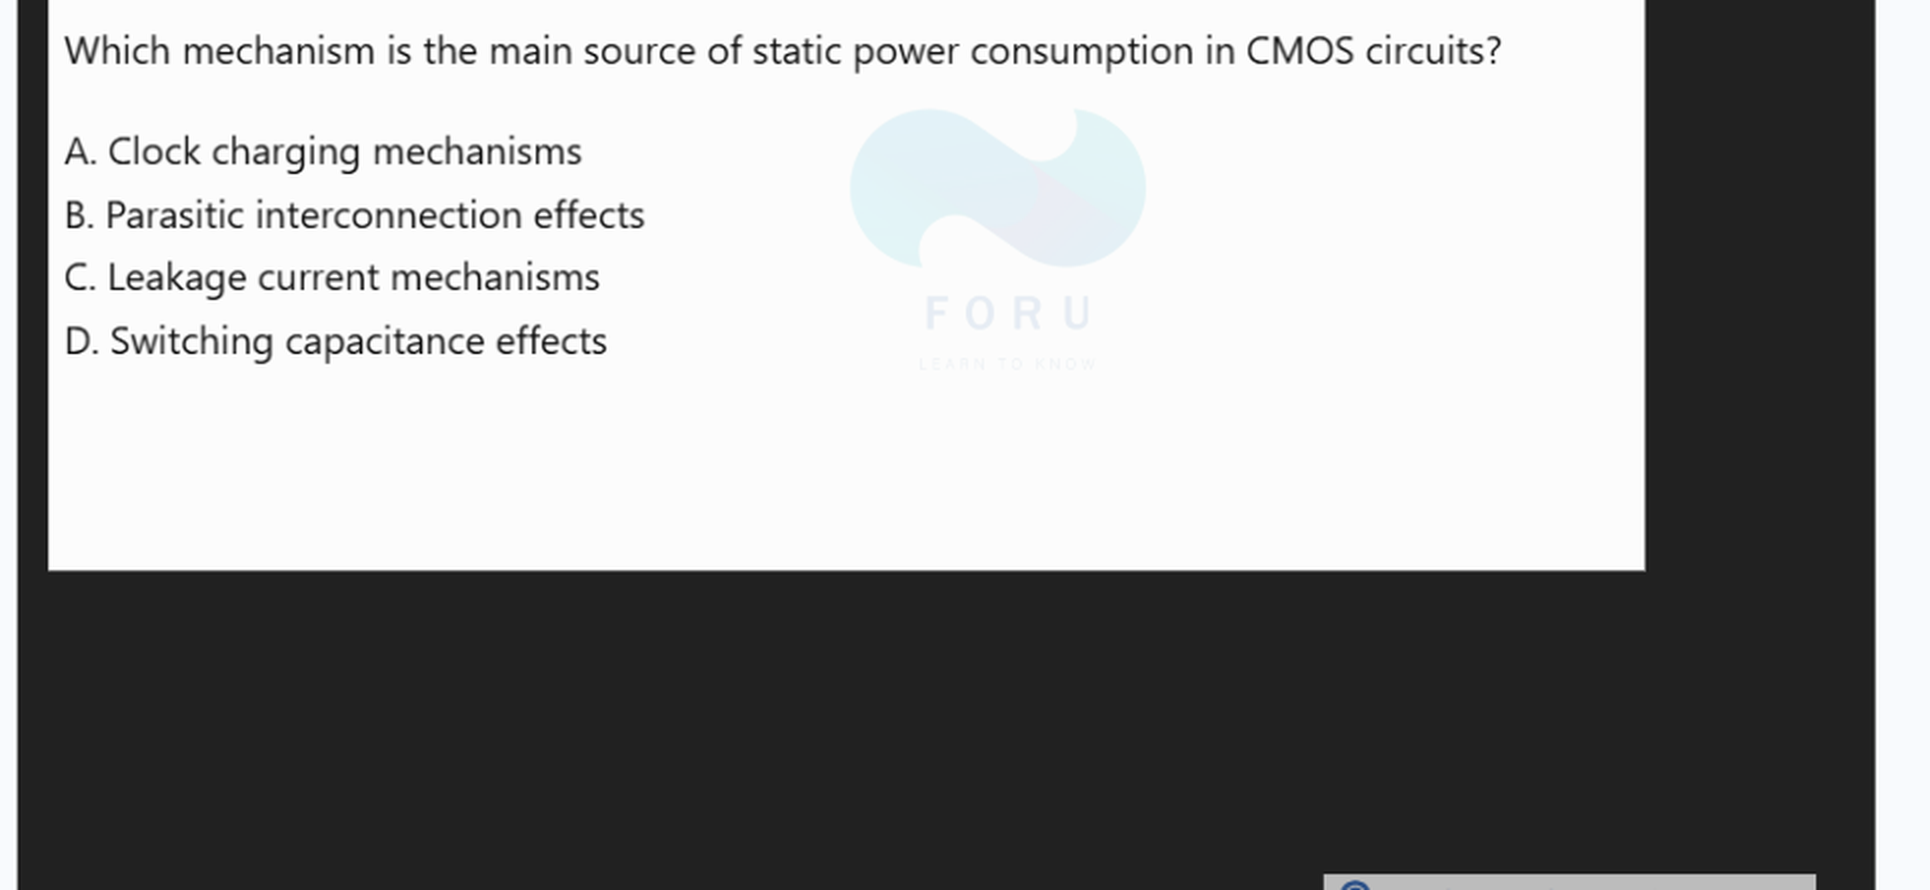 Which mechanism is the main source of static power consumption in CMOS circuits?
A. Clock charging mechanisms
B. Parasitic interconnection effects
C. Leakage current mechanisms
D. Switching capacitance effects
FORU
LEARN TO KNOW